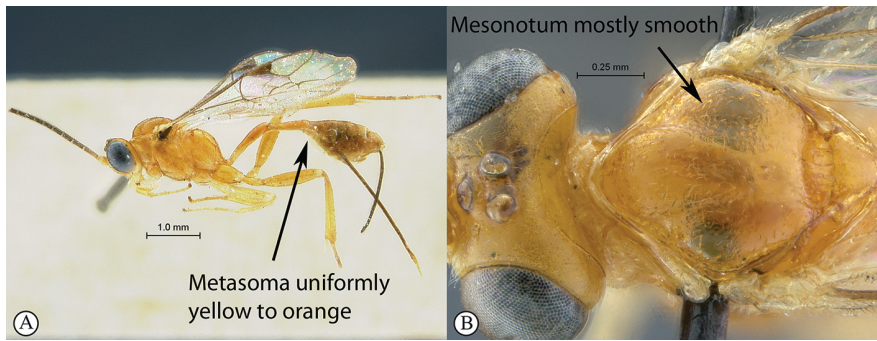 1.0 mm
Metasoma uniformly
yellow to orange
A
Mesonotum mostly smooth
0.25 mm
B